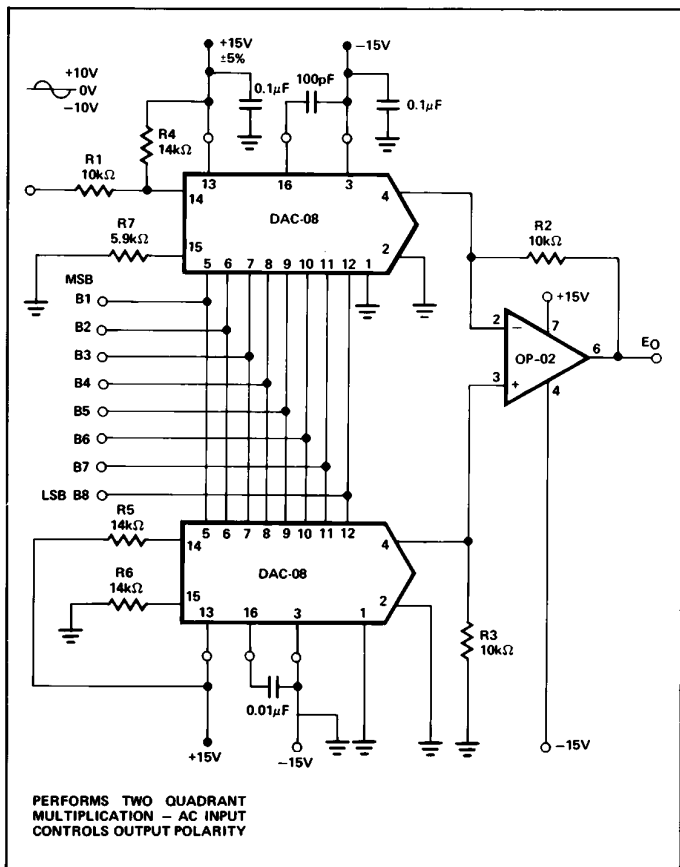 +15V
±5%
-15V
+10V
0V
-10V
0.1μF
100pF
0.1μF
R4
14kΩ
R1
10kΩ
13
16
3
14
4
DAC-08
R2
10kΩ
R7
5.9kΩ
15
2
5 6 7 8 9 10 11 12 1
MSB
B1
B2
B3
B4
B5
B6
B7
LSB B8
+15V
2
−
7
OP-02
6
EO
3
+
4
R5
14kΩ
5 6 7 8 9 10 11 12
14
4
DAC-08
R6
14kΩ
15
2
13
16
3
1
R3
10kΩ
0.01μF
+15V
−15V
−15V
PERFORMS TWO QUADRANT
MULTIPLICATION – AC INPUT
CONTROLS OUTPUT POLARITY